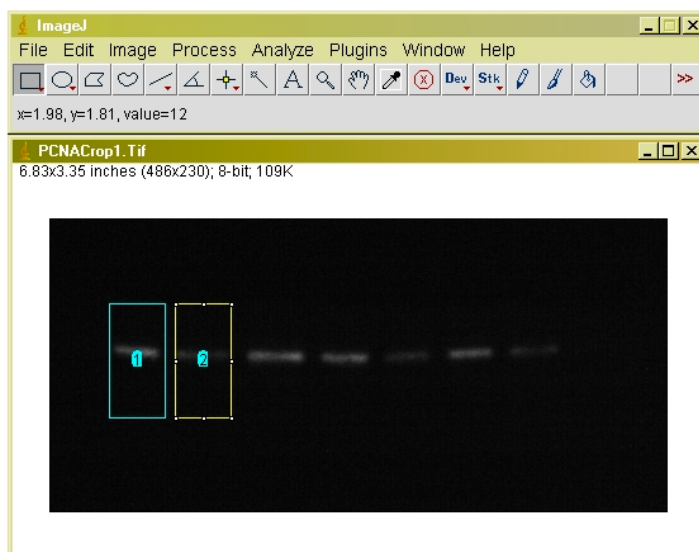 ImageJ
File Edit Image Process Analyze Plugins Window Help
A Dev Stk >>
x=1.98, y=1.81, value=12
PCNACrop1.Tif
6.83x3.35 inches (486x230); 8-bit; 109K
1 2